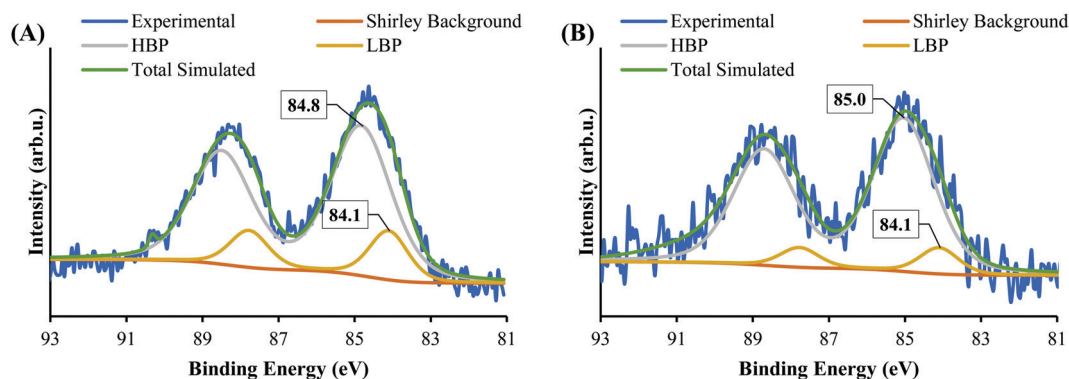 (A)
Experimental
Shirley Background
HBP
LBP
Total Simulated
84.8
84.1
Intensity (arb.u.)
93 91 89 87 85 83 81
Binding Energy (eV)
(B)
Experimental
Shirley Background
HBP
LBP
Total Simulated
85.0
84.1
Intensity (arb.u.)
93 91 89 87 85 83 81
Binding Energy (eV)